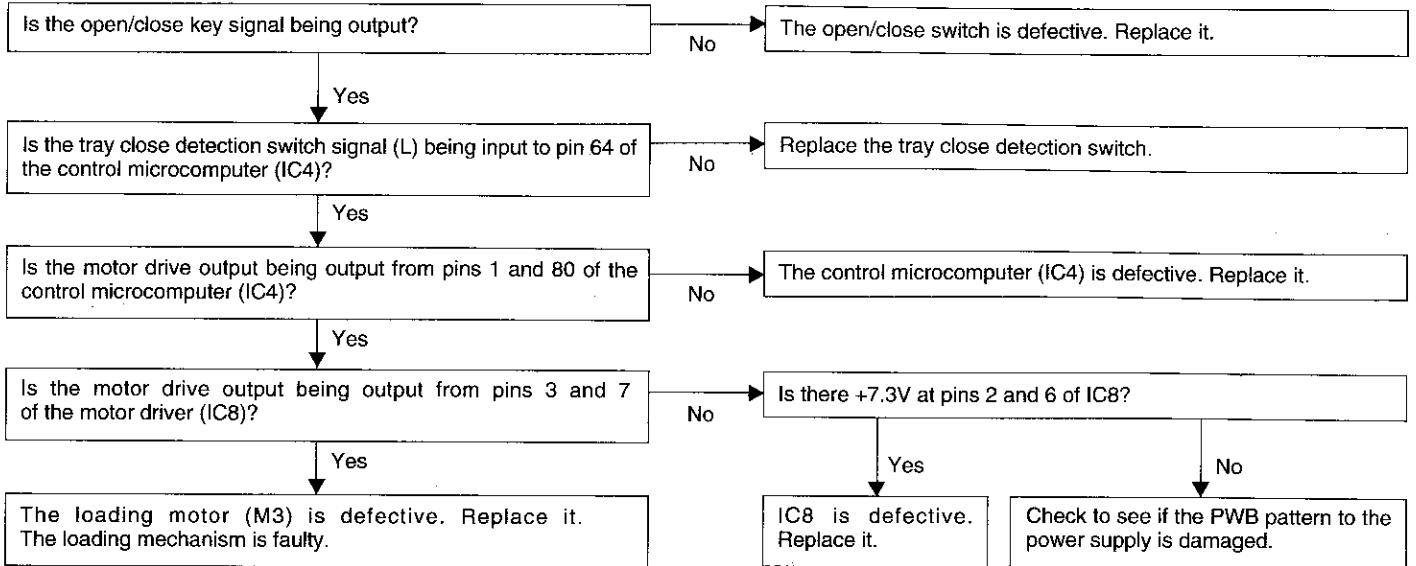 Is the open/close key signal being output?
No
The open/close switch is defective. Replace it.
Yes
Is the tray close detection switch signal (L) being input to pin 64 of
the control microcomputer (IC4)?
No
Replace the tray close detection switch.
Yes
Is the motor drive output being output from pins 1 and 80 of the
control microcomputer (IC4)?
No
The control microcomputer (IC4) is defective. Replace it.
Yes
Is the motor drive output being output from pins 3 and 7
of the motor driver (IC8)?
No
Is there +7.3V at pins 2 and 6 of IC8?
Yes
Yes
No
The loading motor (M3) is defective. Replace it.
The loading mechanism is faulty.
IC8 is defective.
Replace it.
Check to see if the PWB pattern to the
power supply is damaged.